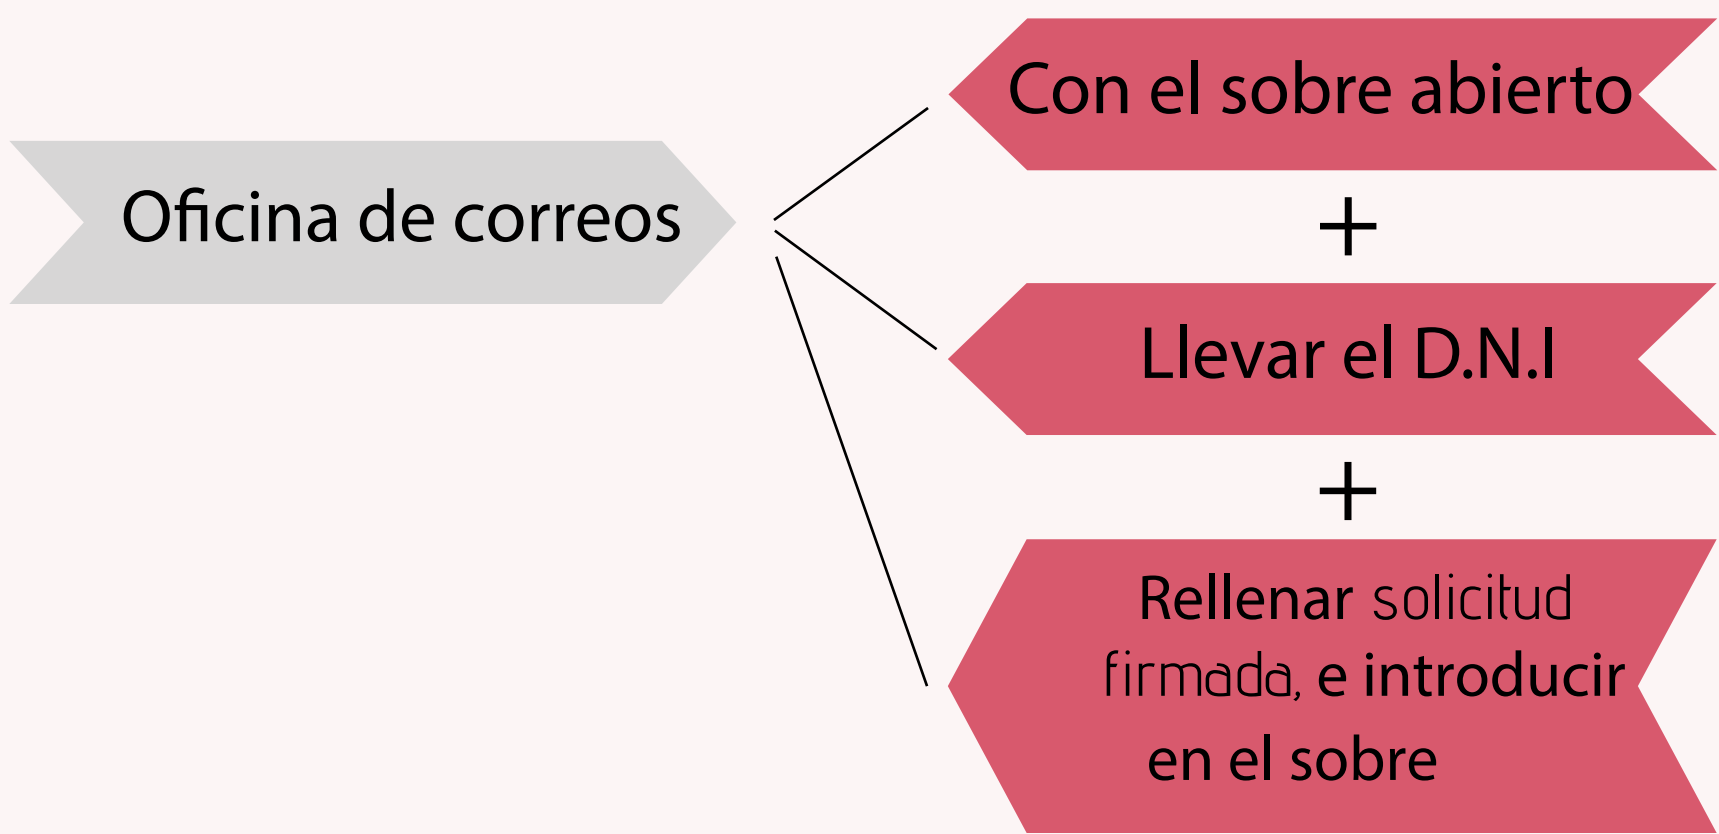 Oficina de correos
Con el sobre abierto
+
Llevar el D.N.I
+
Rellenar solicitud
firmada, e introducir
en el sobre